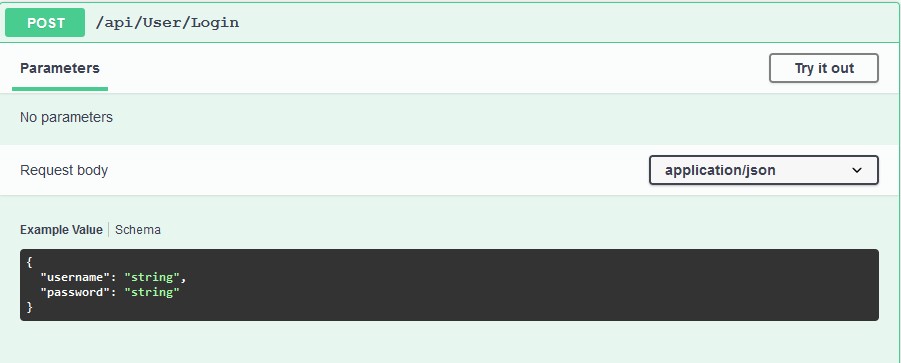 POST /api/User/Login
Parameters Try it out
No parameters
Request body application/json
Example Value Schema
{
"username": "string",
"password": "string"
}